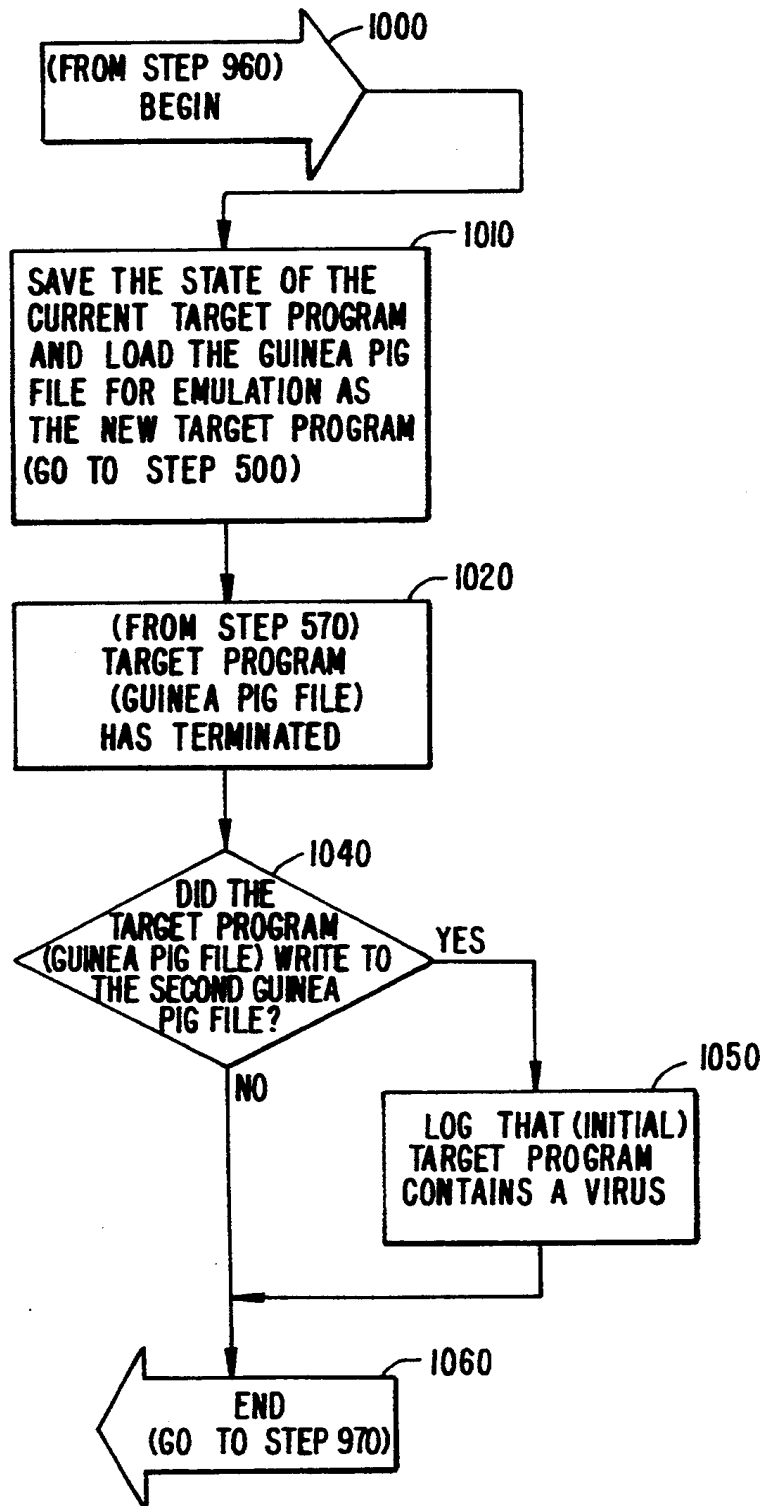 1000
(FROM STEP 960)
BEGIN
1010
SAVE THE STATE OF THE
CURRENT TARGET PROGRAM
AND LOAD THE GUINEA PIG
FILE FOR EMULATION AS
THE NEW TARGET PROGRAM
(GO TO STEP 500)
1020
(FROM STEP 570)
TARGET PROGRAM
(GUINEA PIG FILE)
HAS TERMINATED
1040
DID THE
TARGET PROGRAM
(GUINEA PIG FILE) WRITE TO
THE SECOND GUINEA
PIG FILE?
YES
NO
1050
LOG THAT (INITIAL)
TARGET PROGRAM
CONTAINS A VIRUS
1060
END
(GO TO STEP 970)